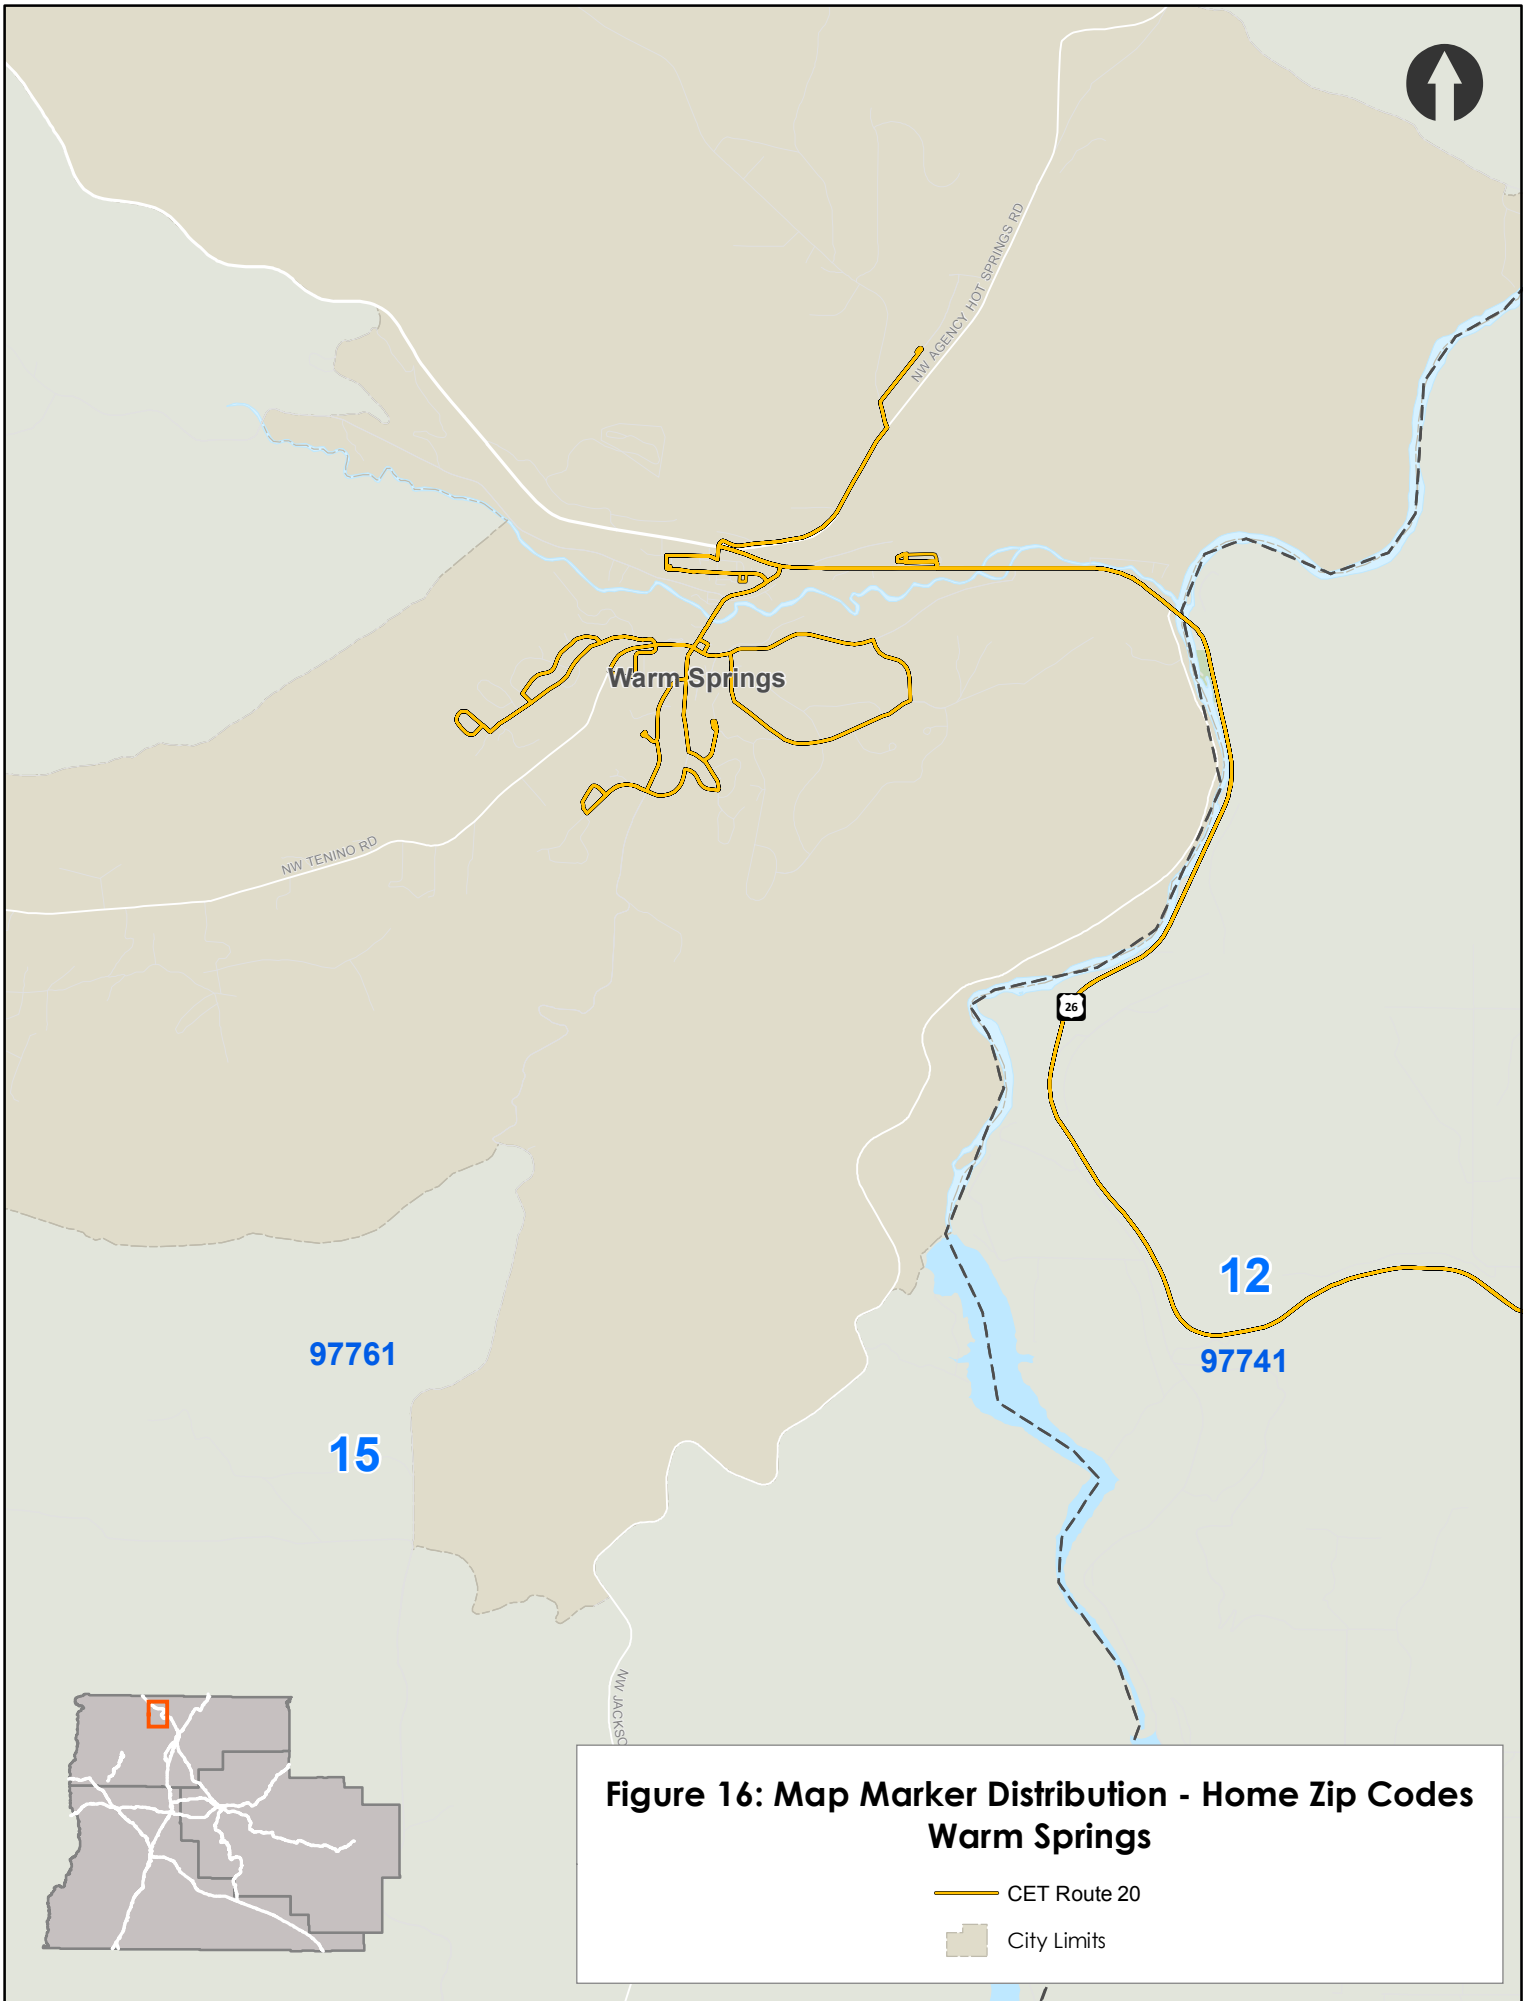 NW AGENCY HOT SPRINGS RD
Warm Springs
NW TENINO RD
26
12
97761
97741
15
NW JACKSO
Figure 16: Map Marker Distribution - Home Zip Codes
Warm Springs
CET Route 20
City Limits